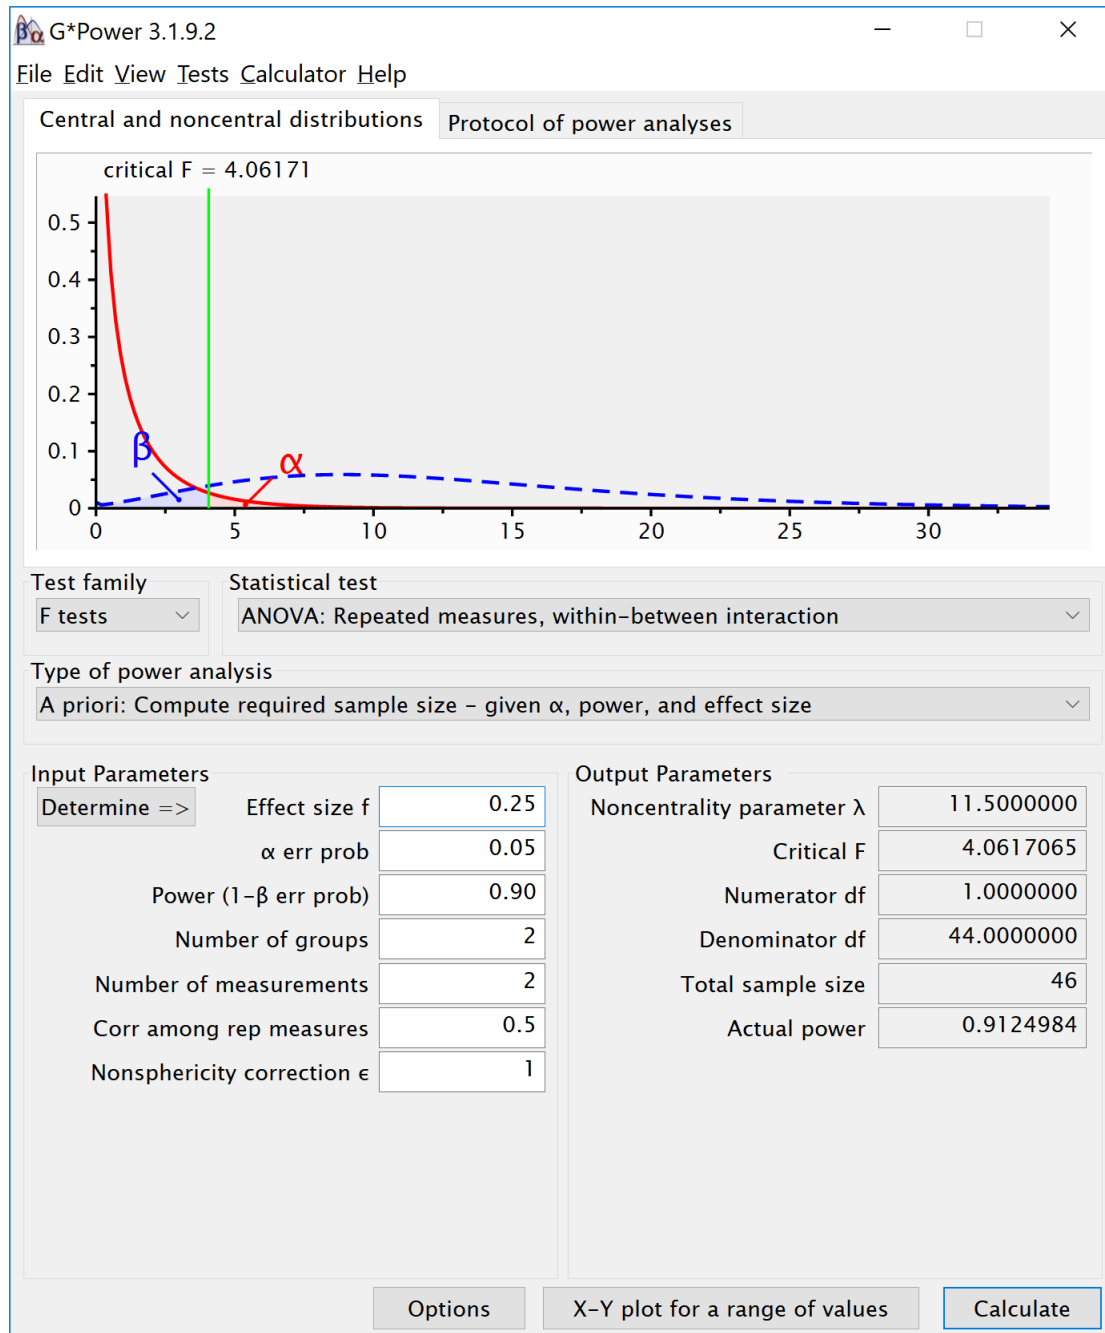 G*Power 3.1.9.2
File Edit View Tests Calculator Help
Central and noncentral distributions
Protocol of power analyses
critical F = 4.06171
0.5
0.4
0.3
0.2
0.1
0
β
α
0 5 10 15 20 25 30
Test family
Statistical test
F tests
ANOVA: Repeated measures, within-between interaction
Type of power analysis
A priori: Compute required sample size - given α, power, and effect size
Input Parameters
Determine =>
Effect size f 0.25
α err prob 0.05
Power (1-β err prob) 0.90
Number of groups 2
Number of measurements 2
Corr among rep measures 0.5
Nonsphericity correction ϵ 1
Output Parameters
Noncentrality parameter λ 11.5000000
Critical F 4.0617065
Numerator df 1.0000000
Denominator df 44.0000000
Total sample size 46
Actual power 0.9124984
Options
X-Y plot for a range of values
Calculate